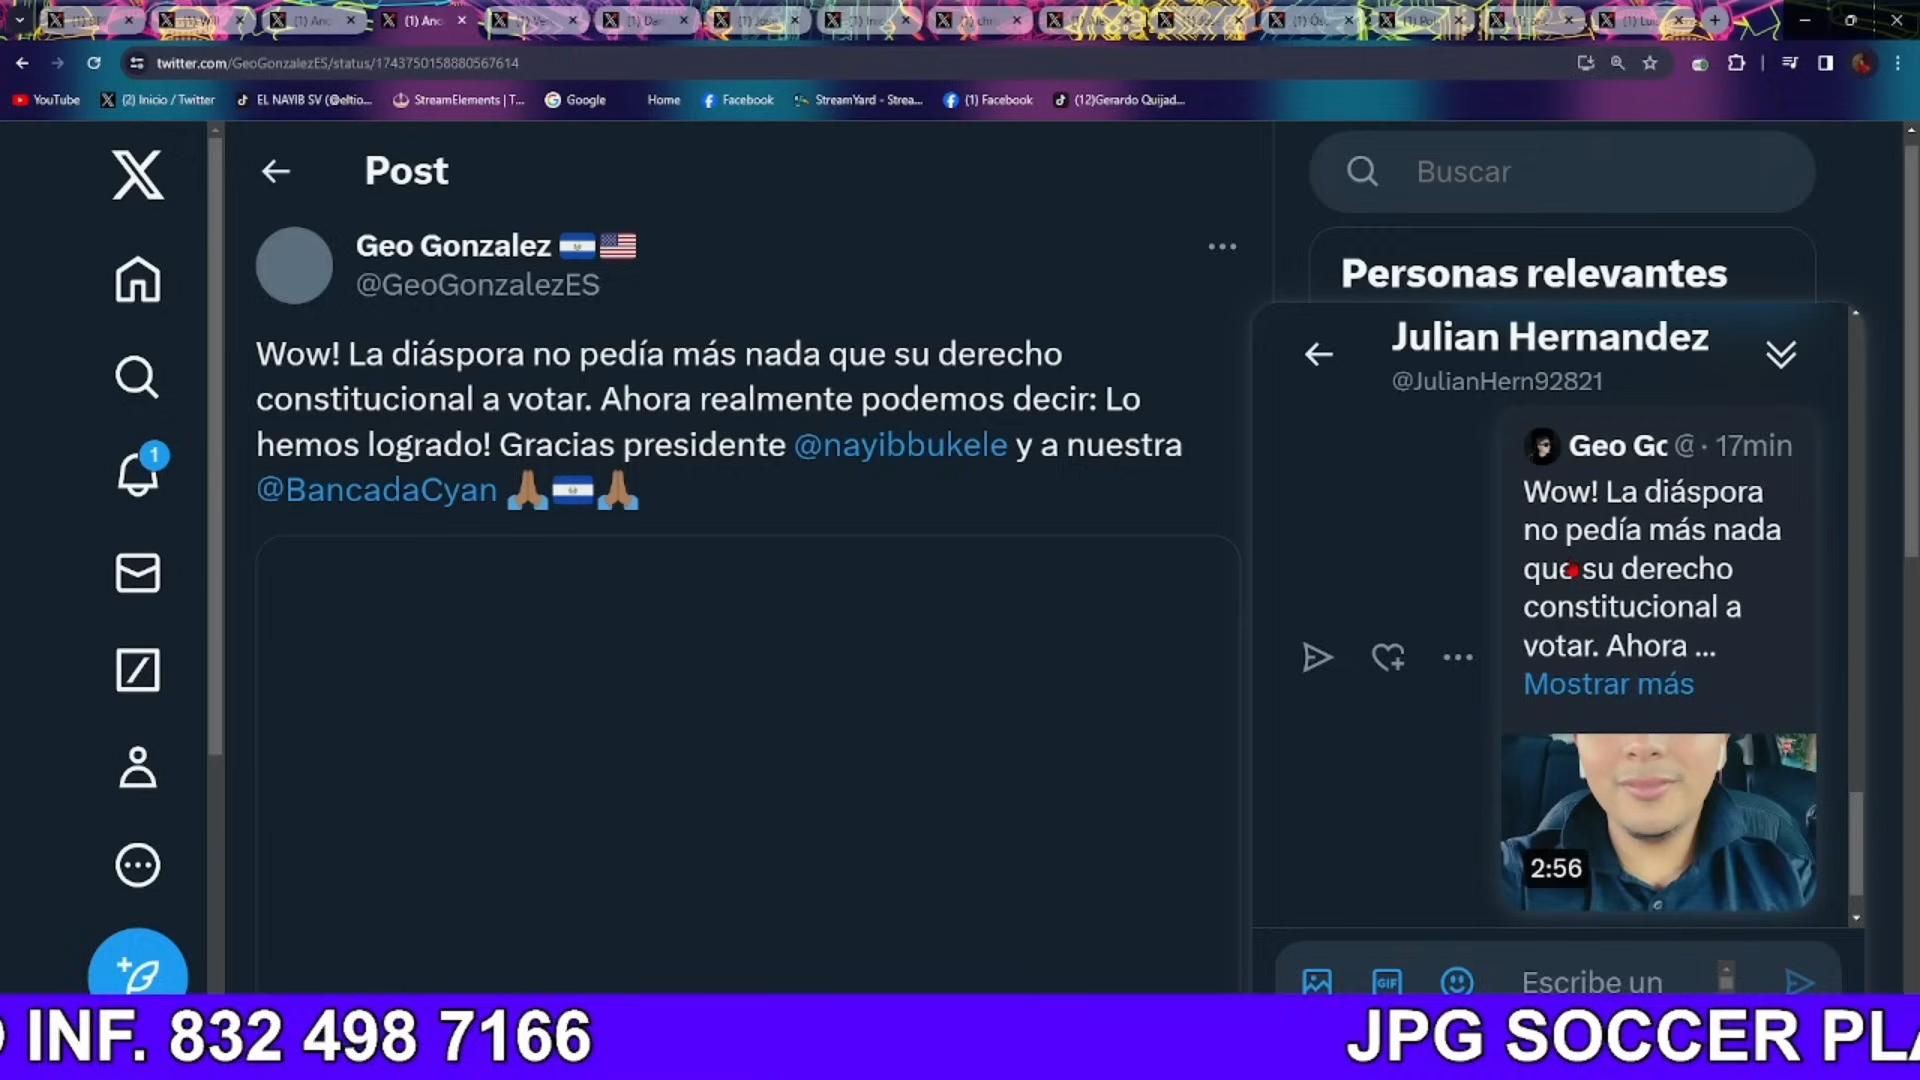 twitter.com/GeoGonzalezES/status/1743750158880567614
YouTube
(2) Inicio / Twitter
EL NAYIB SV (@eltio...
StreamElements | T...
Google
Home
Facebook
StreamYard - Strea...
(1) Facebook
(12)Gerardo Quijad...
Post
Geo Gonzalez
@GeoGonzalezES
Wow! La diáspora no pedía más nada que su derecho
constitucional a votar. Ahora realmente podemos decir: Lo
hemos logrado! Gracias presidente @nayibbukele y a nuestra
@BancadaCyan
1
Buscar
Personas relevantes
Julian Hernandez
@JulianHern92821
Geo Gc @ · 17min
Wow! La diáspora
no pedía más nada
que su derecho
constitucional a
votar. Ahora ...
Mostrar más
2:56
GIF
Escribe un
INF. 832 498 7166
JPG SOCCER PLA